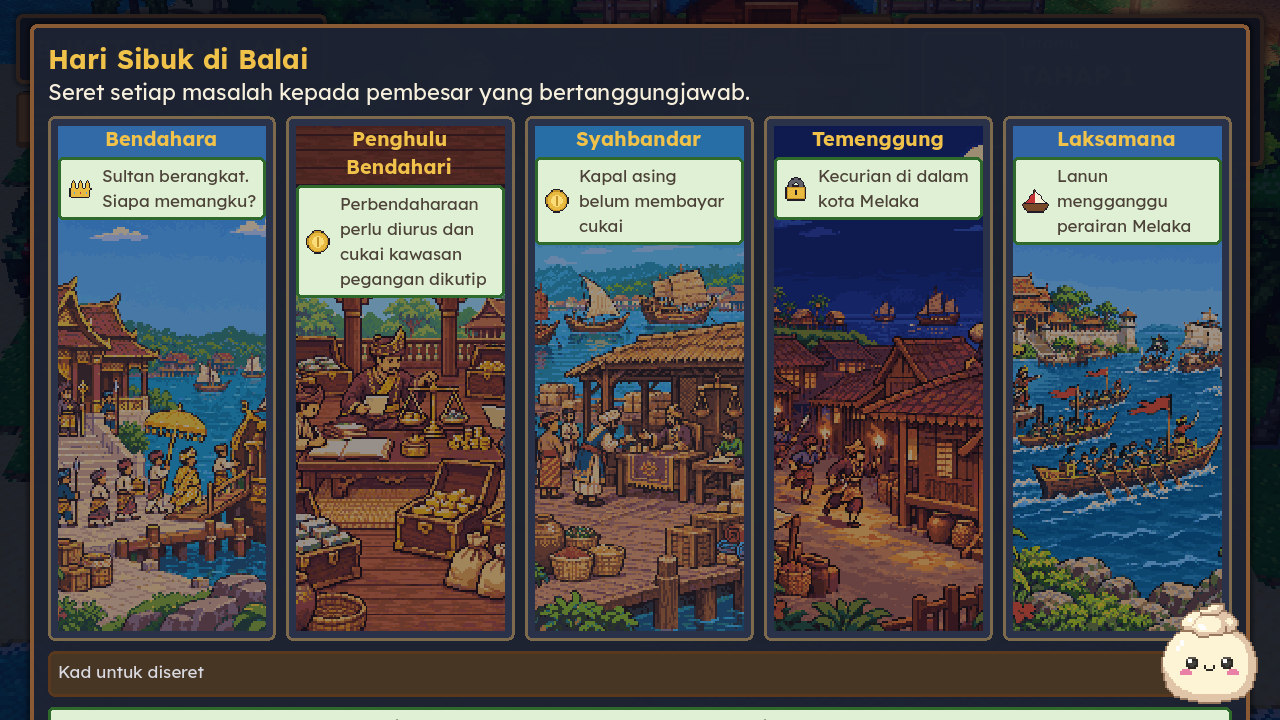 Hari Sibuk di Balai
Seret setiap masalah kepada pembesar yang bertanggungjawab.
Bendahara
Sultan berangkat.
Siapa memangku?
Penghulu
Bendahari
Perbendaharaan
perlu diurus dan
cukai kawasan
pegangan dikutip
Syahbandar
Kapal asing
belum membayar
cukai
Temenggung
Kecurian di dalam
kota Melaka
Laksamana
Lanun
mengganggu
perairan Melaka
Kad untuk diseret